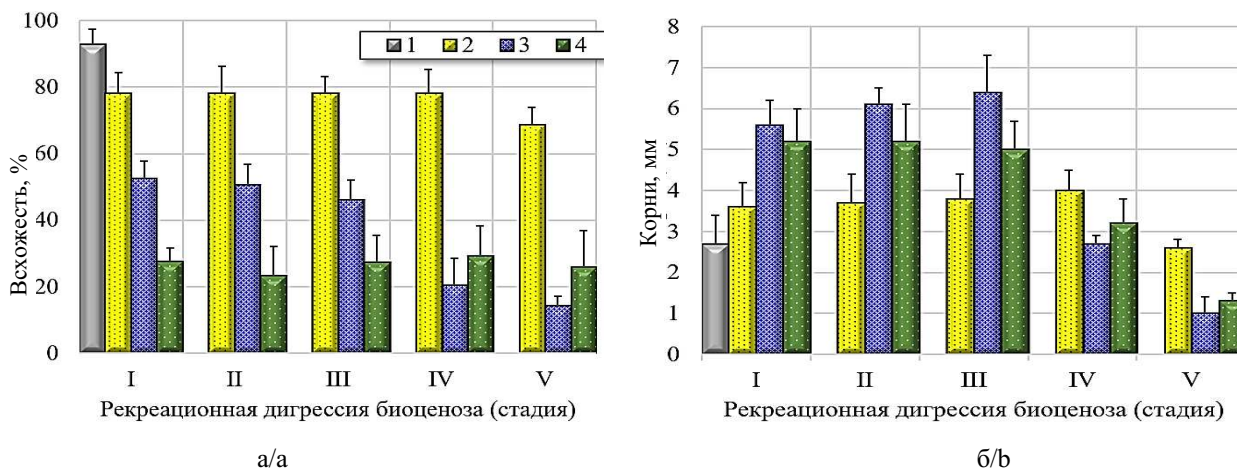 100
80
60
40
20
0
Всхожесть, %
1 2 3 4
I II III IV V
Рекреационная дигрессия биоценоза (стадия)
а/a
8
7
6
5
4
3
2
1
0
Корни, мм
I II III IV V
Рекреационная дигрессия биоценоза (стадия)
б/b